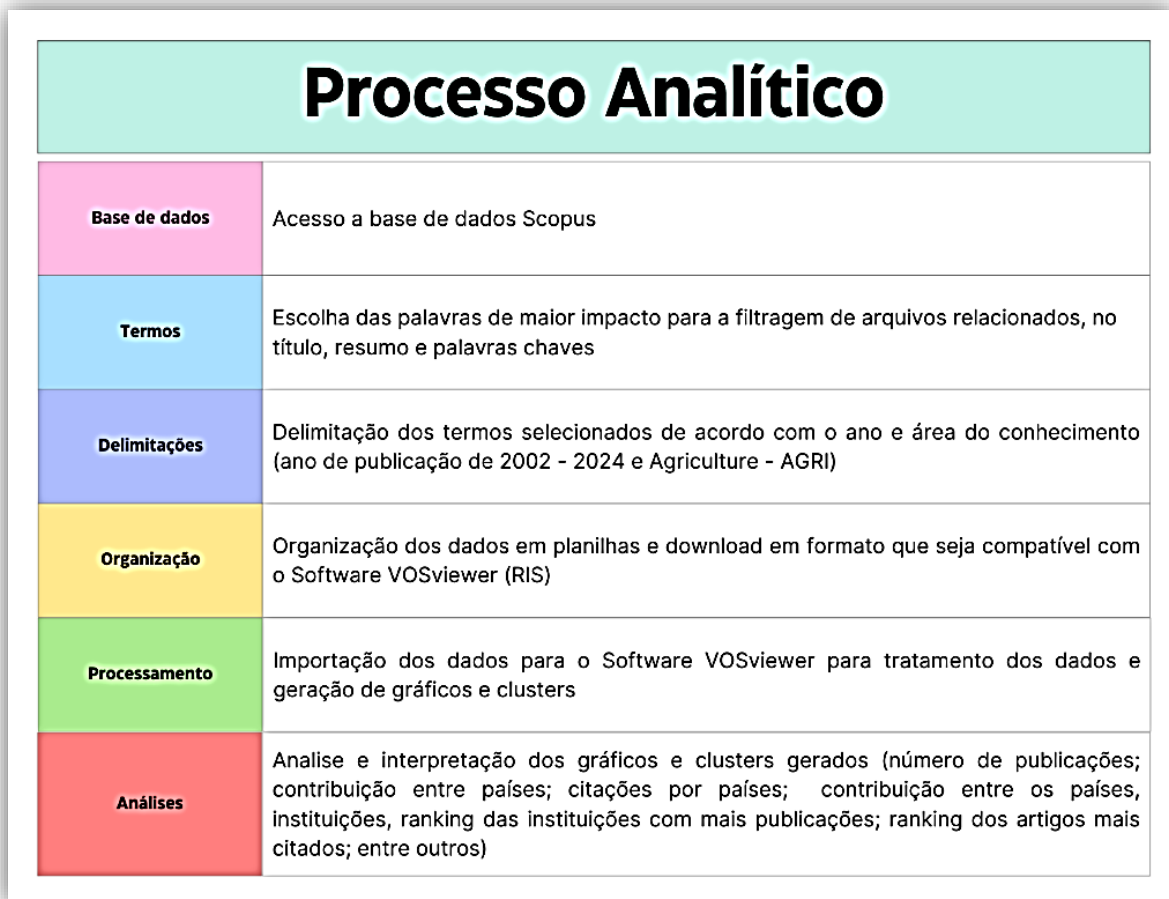 Processo Analítico
Base de dados
Acesso a base de dados Scopus
Termos
Escolha das palavras de maior impacto para a filtragem de arquivos relacionados, no
título, resumo e palavras chaves
Delimitações
Delimitação dos termos selecionados de acordo com o ano e área do conhecimento
(ano de publicação de 2002 - 2024 e Agriculture - AGRI)
Organização
Organização dos dados em planilhas e download em formato que seja compatível com
o Software VOSviewer (RIS)
Processamento
Importação dos dados para o Software VOSviewer para tratamento dos dados e
geração de gráficos e clusters
Análises
Analise e interpretação dos gráficos e clusters gerados (número de publicações;
contribuição entre países; citações por países; contribuição entre os países,
instituições, ranking das instituições com mais publicações; ranking dos artigos mais
citados; entre outros)